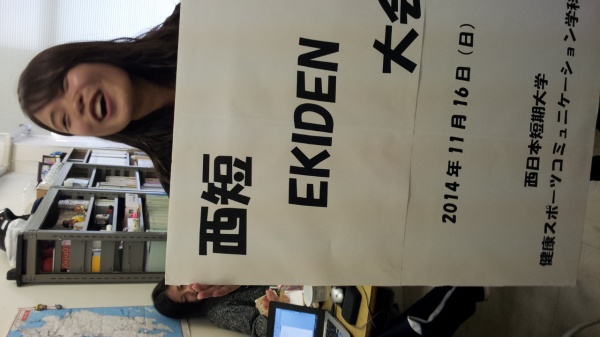 西短
EKIDEN
大会
2014年11月16日（日）
西日本短期大学
健康スポーツコミュニケーション学科